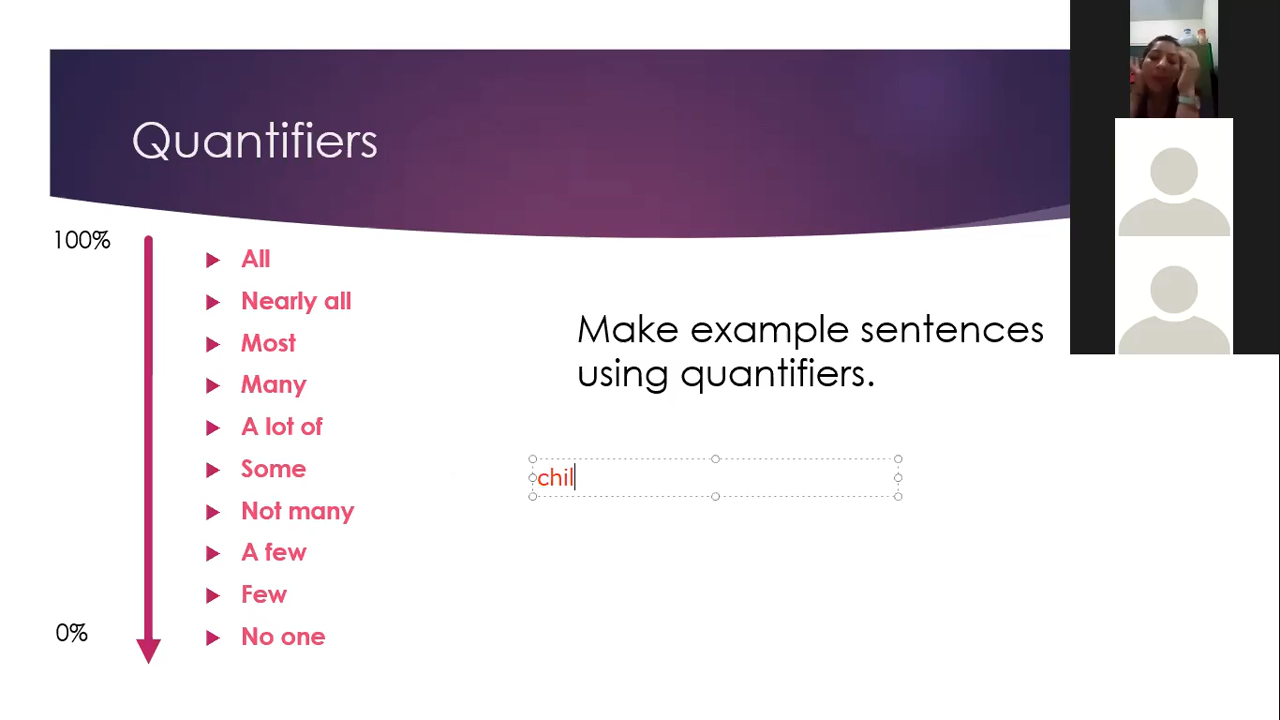 Quantifiers
100%
All
Nearly all
Most
Many
A lot of
Some
Not many
A few
Few
No one
0%
Make example sentences
using quantifiers.
chil